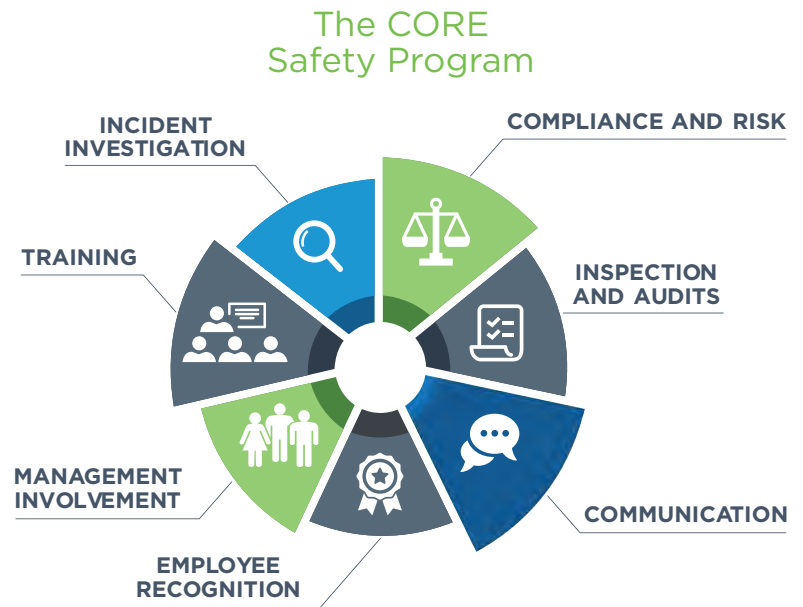 The CORE
Safety Program
INCIDENT
INVESTIGATION
COMPLIANCE AND RISK
TRAINING
INSPECTION
AND AUDITS
MANAGEMENT
INVOLVEMENT
COMMUNICATION
EMPLOYEE
RECOGNITION